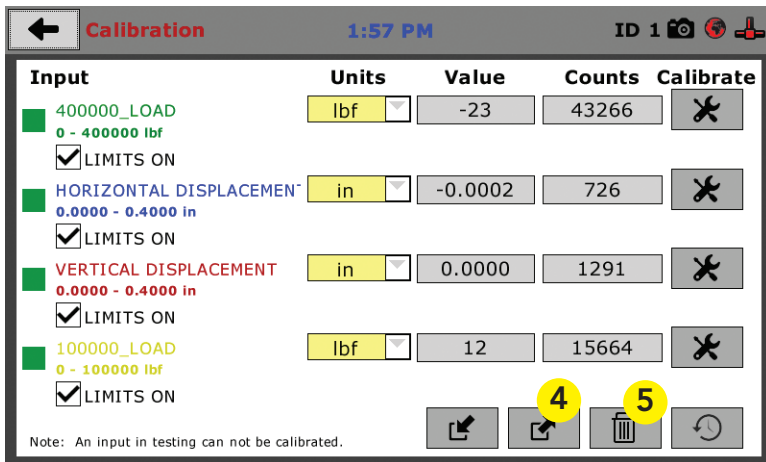 Calibration 1:57 PM ID 1
Input Units Value Counts Calibrate
400000_LOAD lbf -23 43266
0 - 400000 lbf
LIMITS ON
HORIZONTAL DISPLACEMEN in -0.0002 726
0.0000 - 0.4000 in
LIMITS ON
VERTICAL DISPLACEMENT in 0.0000 1291
0.0000 - 0.4000 in
LIMITS ON
100000_LOAD lbf 12 15664
0 - 100000 lbf
LIMITS ON
4 5
Note: An input in testing can not be calibrated.